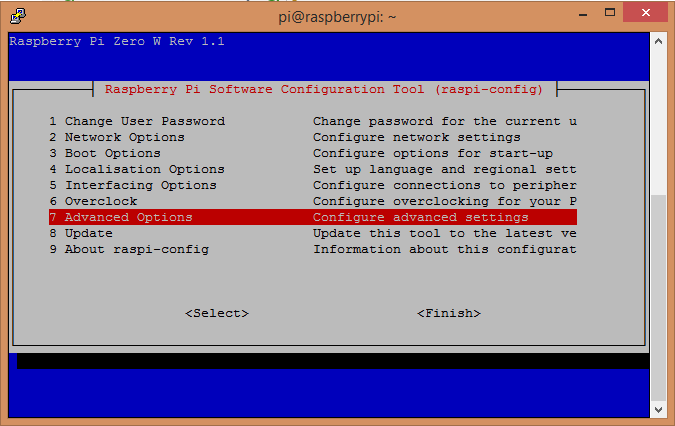 pi@raspberrypi: ~
Raspberry Pi Zero W Rev 1.1
Raspberry Pi Software Configuration Tool (raspi-config)
1 Change User Password Change password for the current u
2 Network Options Configure network settings
3 Boot Options Configure options for start-up
4 Localisation Options Set up language and regional sett
5 Interfacing Options Configure connections to peripher
6 Overclock Configure overclocking for your P
7 Advanced Options Configure advanced settings
8 Update Update this tool to the latest ve
9 About raspi-config Information about this configurat
<Select> <Finish>